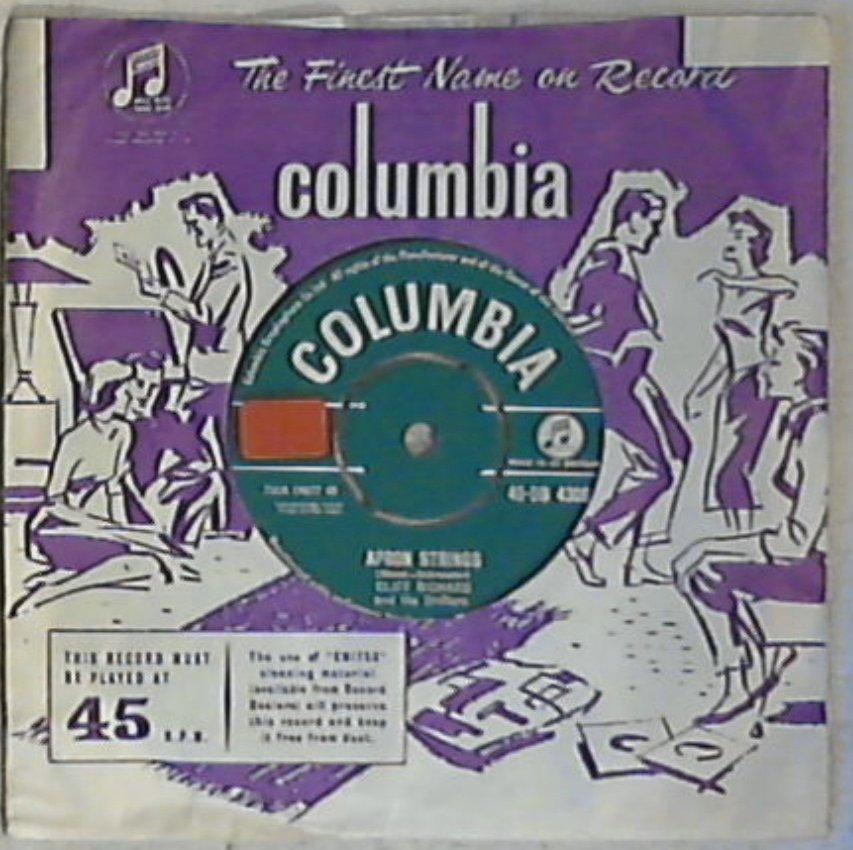 The Finest Name on Record
columbia
COLUMBIA
45-DB 4306
APRON STRINGS
CLIFF RICHARD
and the Drifters
THIS RECORD MUST
BE PLAYED AT
45 R.P.M.
The use of "EMITEX"
cleaning material
(available from Record
Dealers) will preserve
this record and keep
it free from dust.
C C